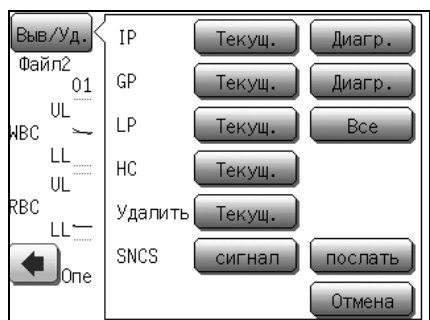 Выв/Уд.
Файл2
01
UL
WBC
LL
UL
RBC
LL
Опе
IP Текущ. Диагр.
GP Текущ. Диагр.
LP Текущ. Все
HC Текущ.
Удалить Текущ.
SNCS сигнал послать
Отмена